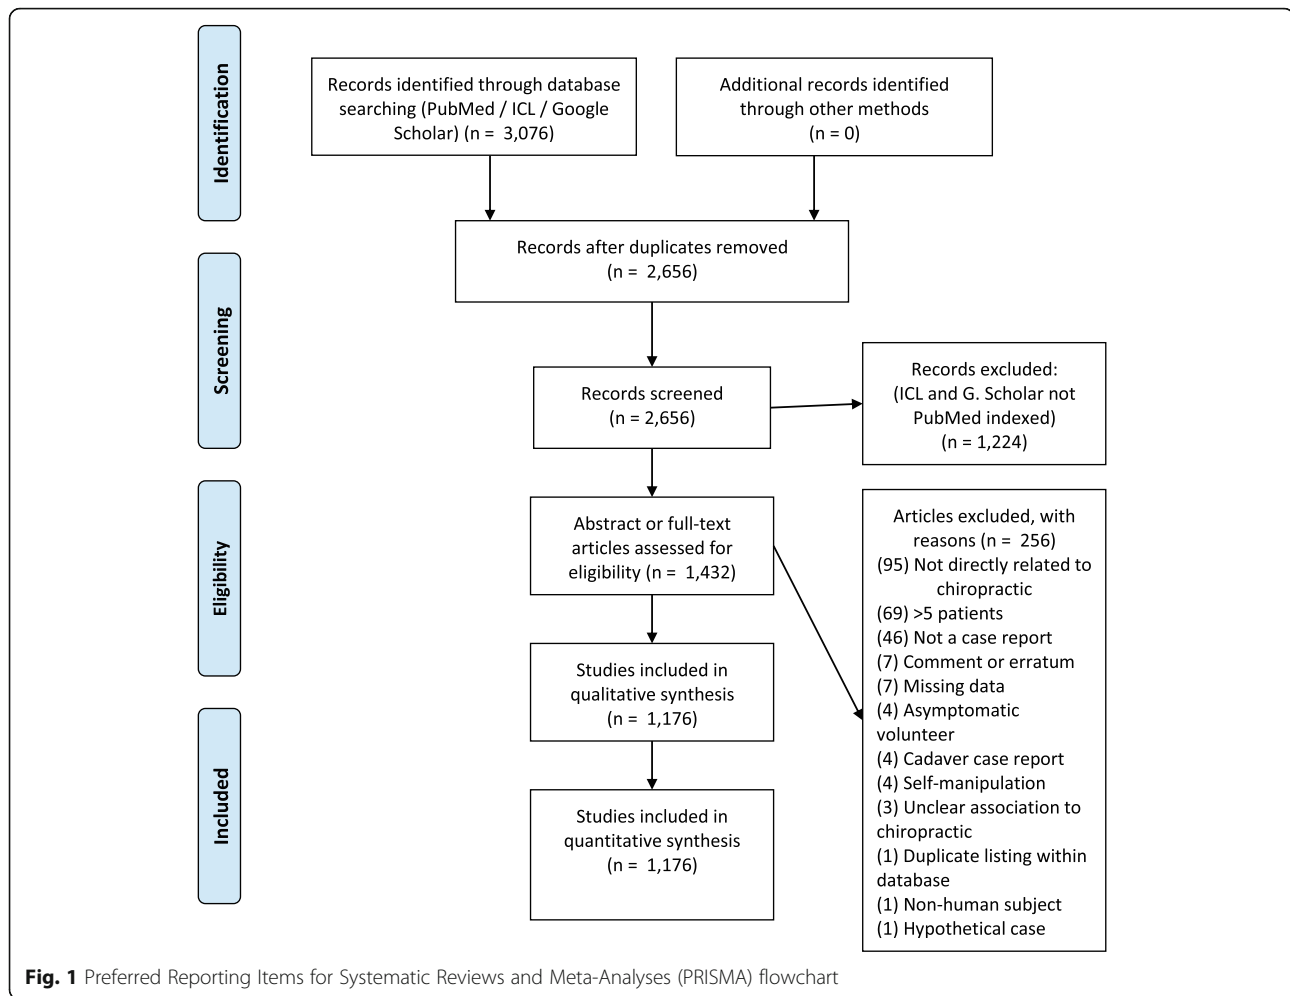 Identification
Records identified through database
searching (PubMed / ICL / Google
Scholar) (n = 3,076)
Additional records identified
through other methods
(n = 0)
Records after duplicates removed
(n = 2,656)
Screening
Records screened
(n = 2,656)
Records excluded:
(ICL and G. Scholar not
PubMed indexed)
(n = 1,224)
Eligibility
Abstract or full-text
articles assessed for
eligibility (n = 1,432)
Articles excluded, with
reasons (n = 256)
(95) Not directly related to
chiropractic
(69) >5 patients
(46) Not a case report
(7) Comment or erratum
(7) Missing data
(4) Asymptomatic
volunteer
(4) Cadaver case report
(4) Self-manipulation
(3) Unclear association to
chiropractic
(1) Duplicate listing within
database
(1) Non-human subject
(1) Hypothetical case
Studies included in
qualitative synthesis
(n = 1,176)
Included
Studies included in
quantitative synthesis
(n = 1,176)
Fig. 1 Preferred Reporting Items for Systematic Reviews and Meta-Analyses (PRISMA) flowchart